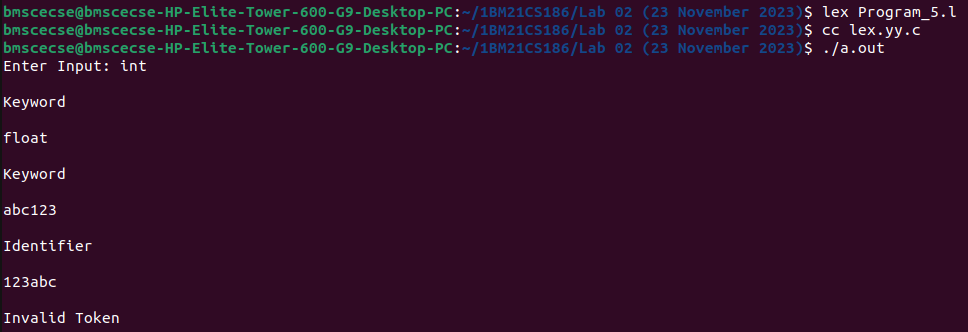 bmscecse@bmscecse-HP-Elite-Tower-600-G9-Desktop-PC:~/1BM21CS186/Lab 02 (23 November 2023)$ lex Program_5.l
bmscecse@bmscecse-HP-Elite-Tower-600-G9-Desktop-PC:~/1BM21CS186/Lab 02 (23 November 2023)$ cc lex.yy.c
bmscecse@bmscecse-HP-Elite-Tower-600-G9-Desktop-PC:~/1BM21CS186/Lab 02 (23 November 2023)$ ./a.out
Enter Input: int
Keyword
float
Keyword
abc123
Identifier
123abc
Invalid Token